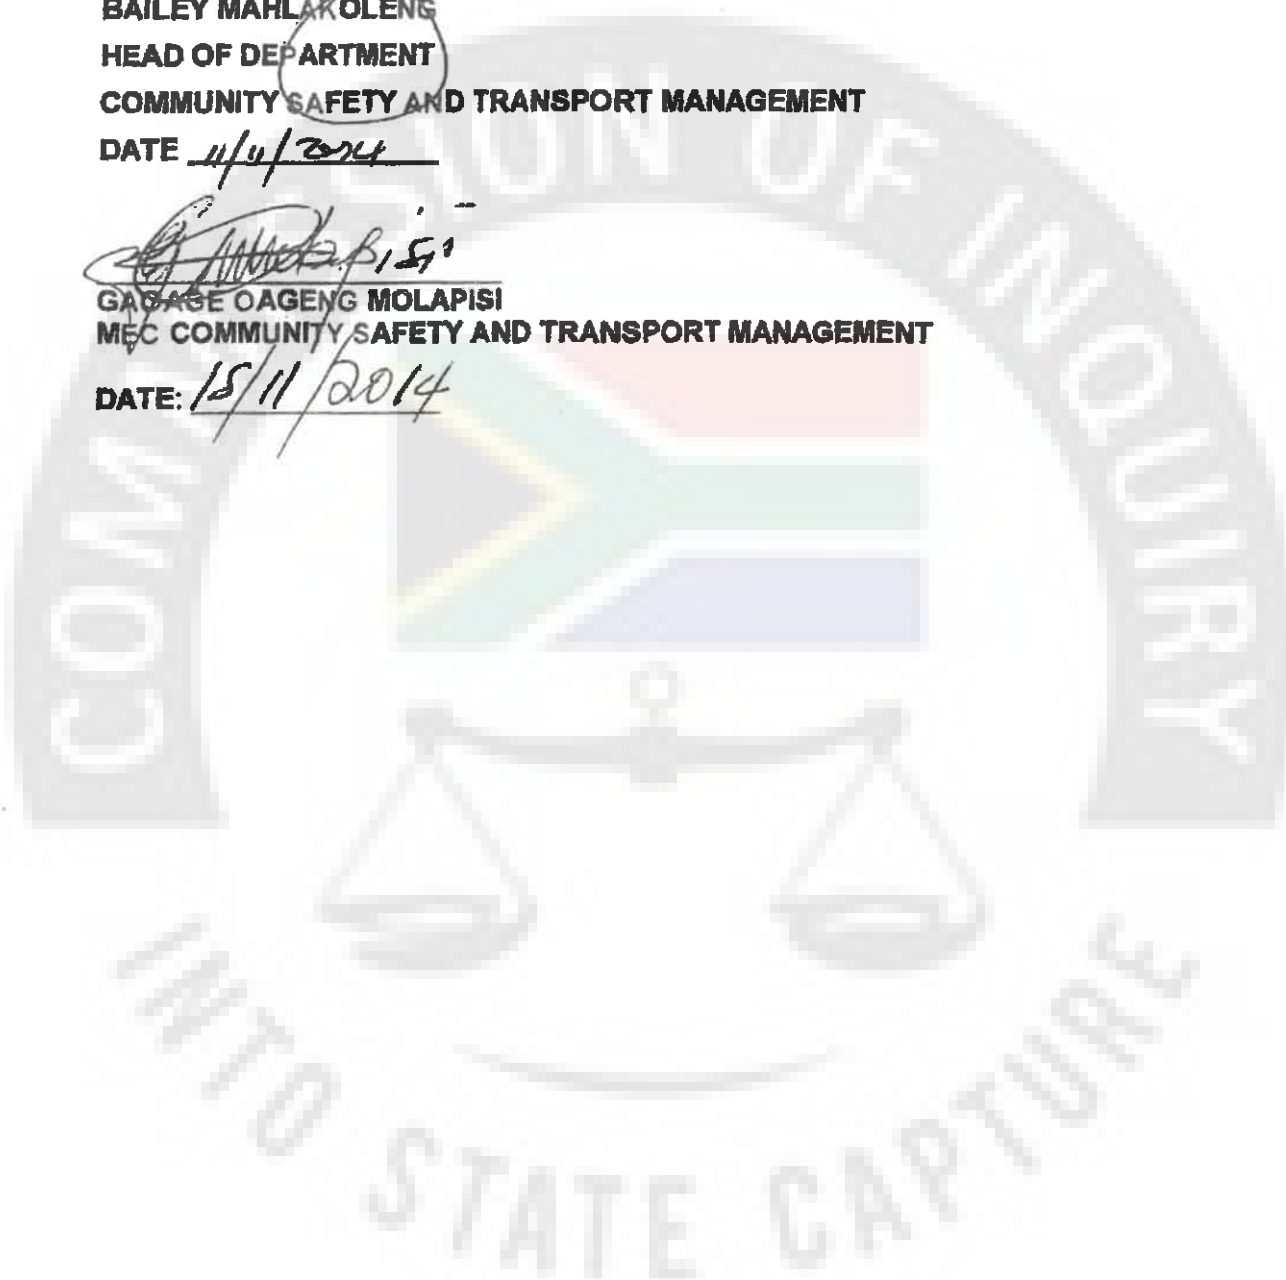 BAILEY MAHLAKOLENG
HEAD OF DEPARTMENT
COMMUNITY SAFETY AND TRANSPORT MANAGEMENT
DATE 11/11/2014
GAOAGE OAGENG MOLAPISI
MEC COMMUNITY SAFETY AND TRANSPORT MANAGEMENT
DATE: 15/11/2014
COMMISSION OF INQUIRY
INTO STATE CAPTURE